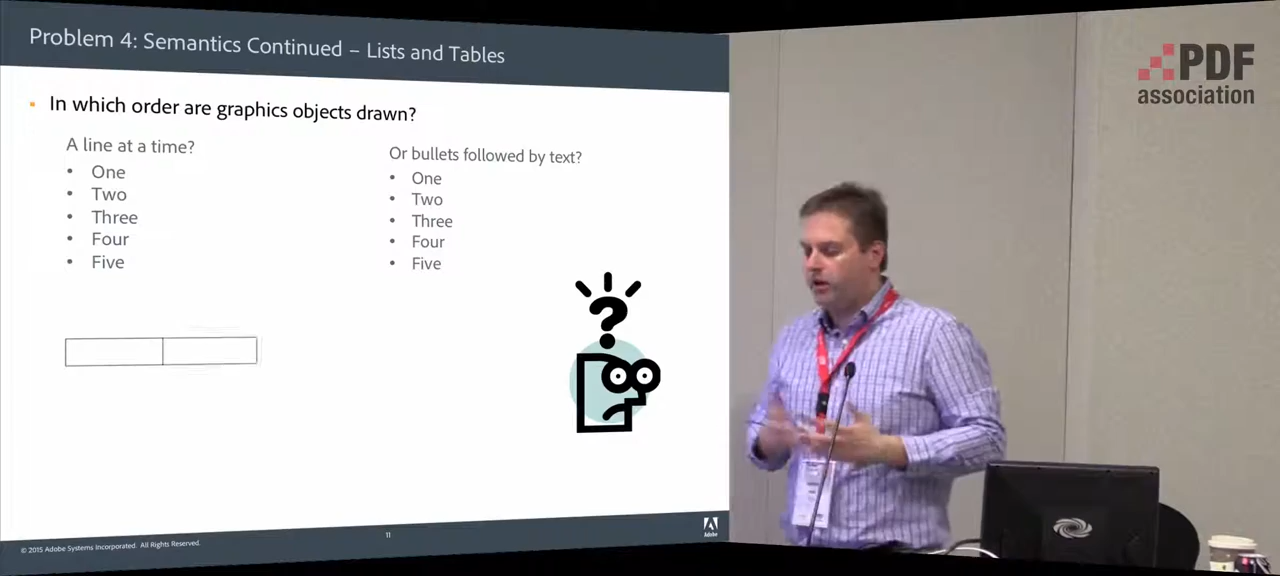 Problem 4: Semantics Continued – Lists and Tables
▪ In which order are graphics objects drawn?
A line at a time?
• One
• Two
• Three
• Four
• Five
Or bullets followed by text?
• One
• Two
• Three
• Four
• Five
?
© 2015 Adobe Systems Incorporated. All Rights Reserved.
11
Adobe
PDF
association